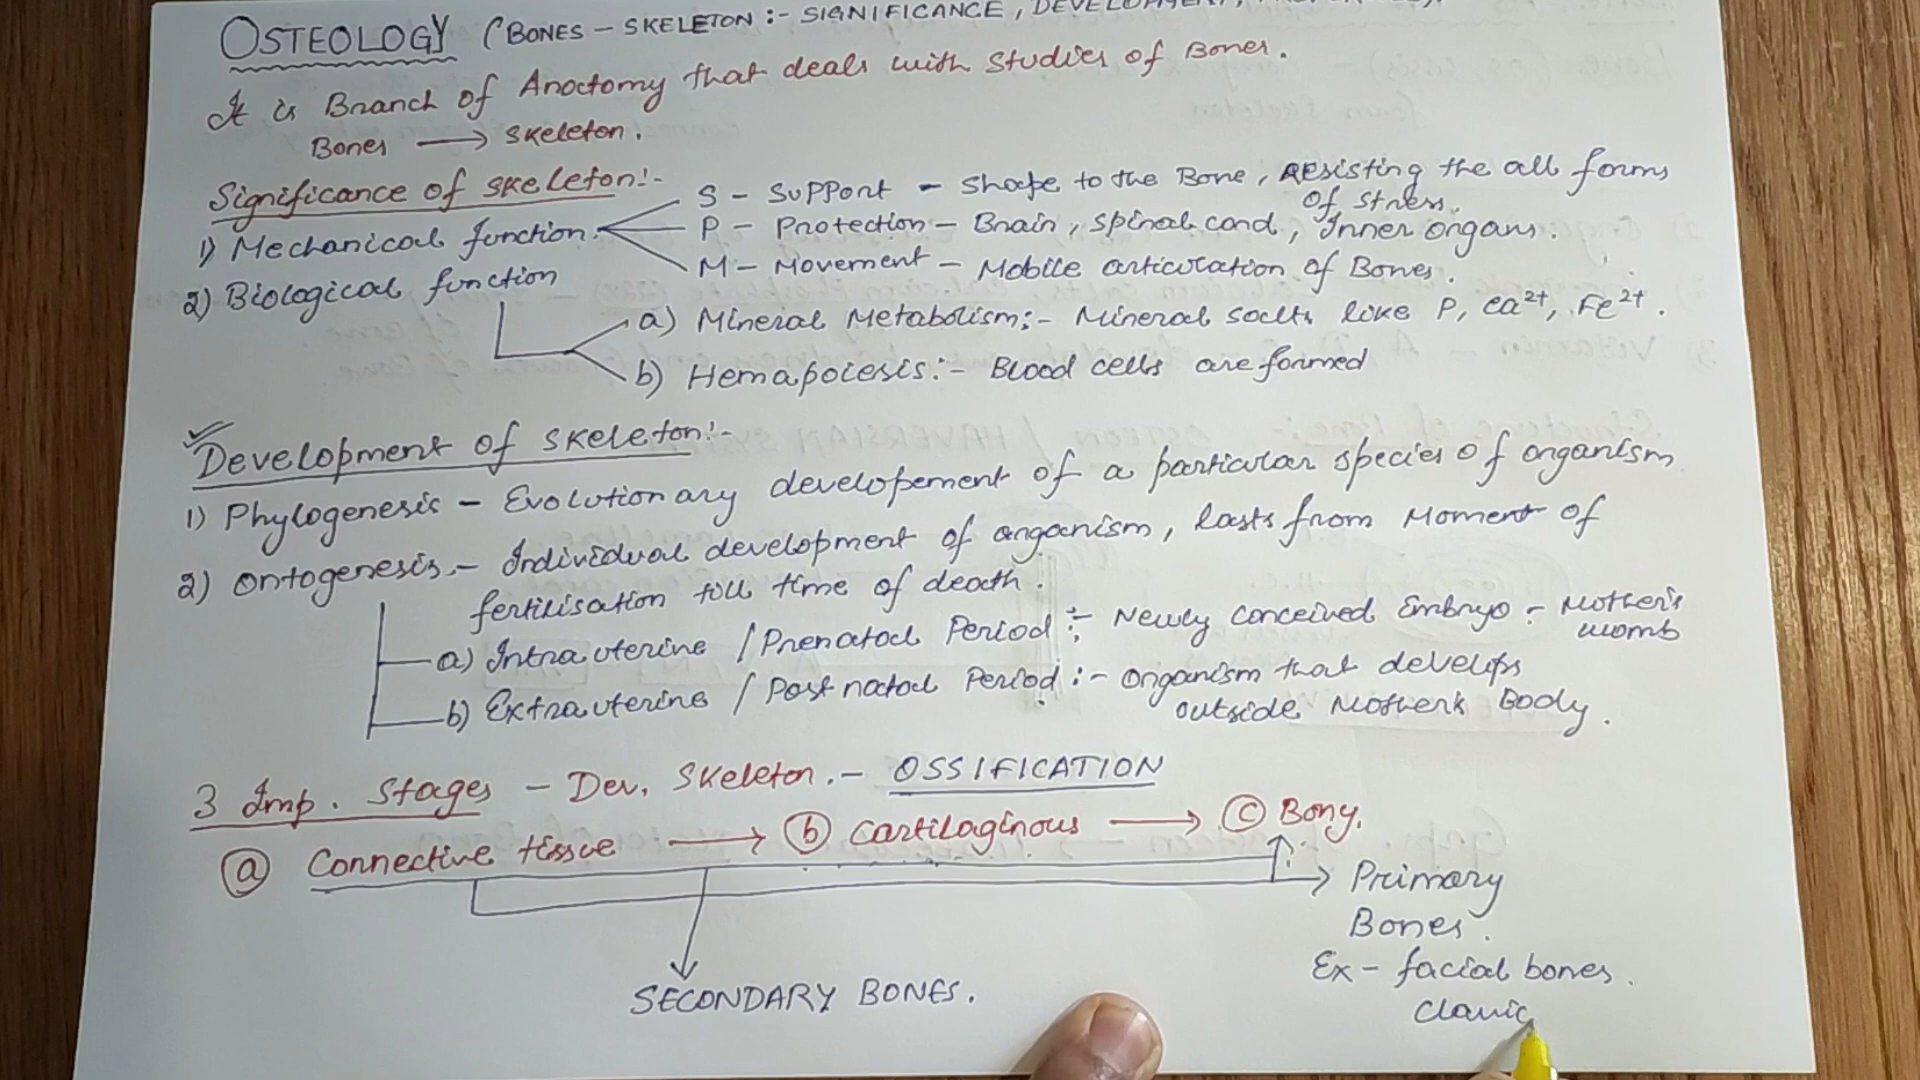 OSTEOLOGY (BONES - SKELETON :- SIGNIFICANCE,
It is Branch of Anatomy that deals with studies of Bones.
Bones → skeleton.
Significance of skeleton:-
1) Mechanical function.
S - Support - Shape to the Bone, resisting the all forms of stress.
P - Protection - Brain, spinal cord, Inner organs.
M - Movement - Mobile articulation of Bones.
2) Biological function
a) Mineral Metabolism:- Mineral salts like P, Ca2+, Fe2+.
b) Hemapoiesis:- Blood cells are formed
Development of skeleton:-
1) Phylogenesis - Evolutionary developement of a particular species of organism
2) Ontogenesis - Individual development of organism, lasts from Moment of
fertilisation till time of death.
a) Intrauterine / Prenatal Period :- Newly conceived Embryo - Mother's womb
b) Extrauterine / Post natal Period :- Organism that develops
outside Mother's Body.
3 Imp. Stages - Dev. Skeleton. - OSSIFICATION
a Connective tissue → b Cartilaginous → c Bony.
Primary
Bones.
Ex - facial bones.
SECONDARY BONES.
Clavic